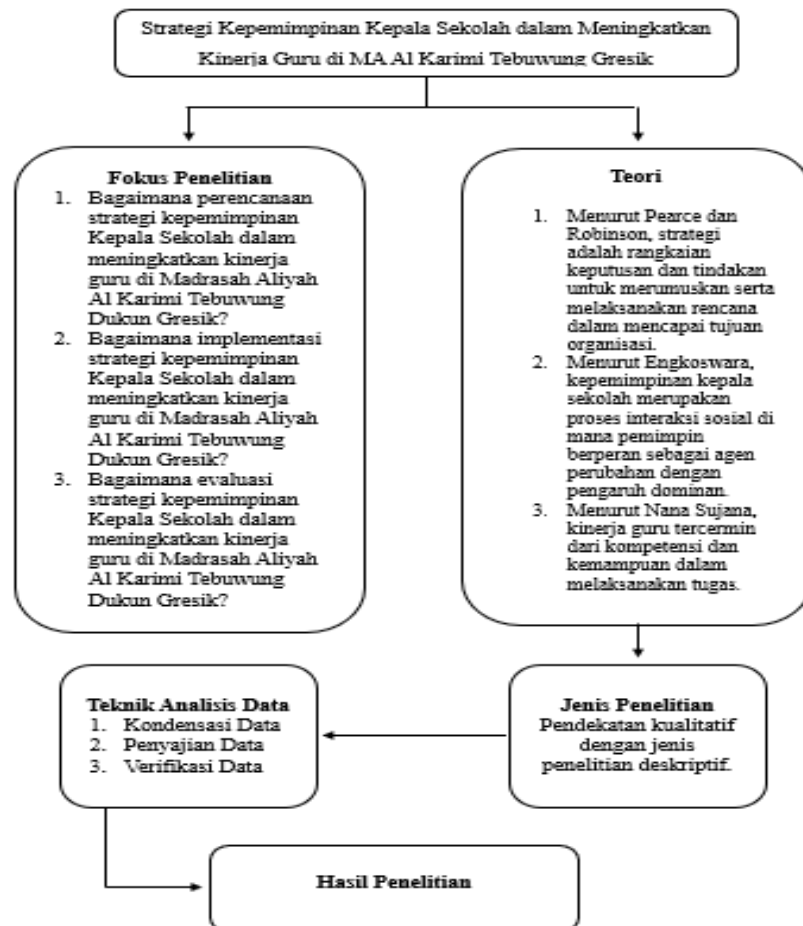 Strategi Kepemimpinan Kepala Sekolah dalam Meningkatkan
Kinerja Guru di MA Al Karimi Tebuwung Gresik
Fokus Penelitian
1. Bagaimana perencanaan
strategi kepemimpinan
Kepala Sekolah dalam
meningkatkan kinerja
guru di Madrasah Aliyah
Al Karimi Tebuwung
Dukun Gresik?
2. Bagaimana implementasi
strategi kepemimpinan
Kepala Sekolah dalam
meningkatkan kinerja
guru di Madrasah Aliyah
Al Karimi Tebuwung
Dukun Gresik?
3. Bagaimana evaluasi
strategi kepemimpinan
Kepala Sekolah dalam
meningkatkan kinerja
guru di Madrasah Aliyah
Al Karimi Tebuwung
Dukun Gresik?
Teori
1. Menurut Pearce dan
Robinson, strategi
adalah rangkaian
keputusan dan tindakan
untuk merumuskan serta
melaksanakan rencana
dalam mencapai tujuan
organisasi.
2. Menurut Engkoswara,
kepemimpinan kepala
sekolah merupakan
proses interaksi sosial di
mana pemimpin
berperan sebagai agen
perubahan dengan
pengaruh dominan.
3. Menurut Nana Sujana,
kinerja guru tercermin
dari kompetensi dan
kemampuan dalam
melaksanakan tugas.
Jenis Penelitian
Pendekatan kualitatif
dengan jenis
penelitian deskriptif.
Teknik Analisis Data
1. Kondensasi Data
2. Penyajian Data
3. Verifikasi Data
Hasil Penelitian